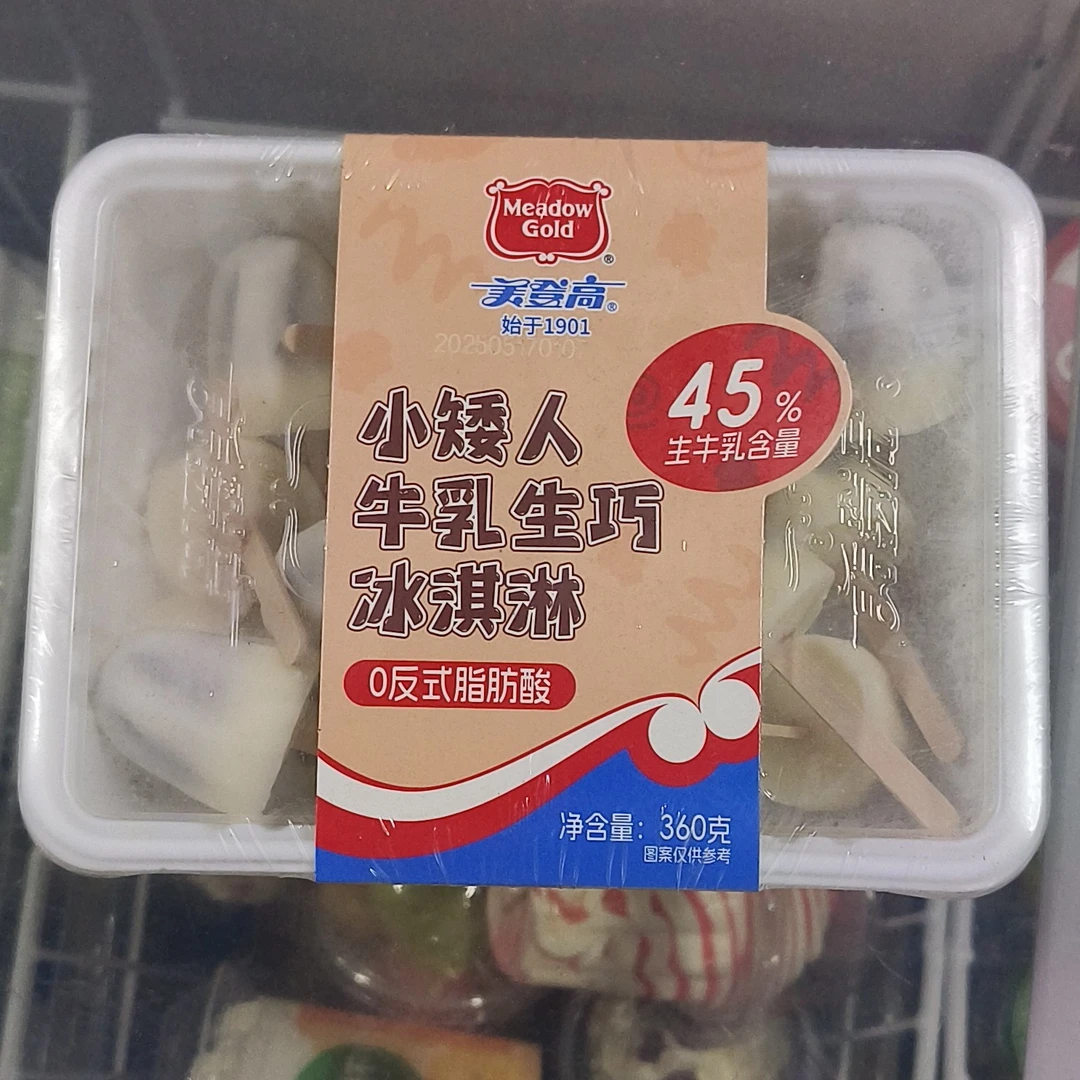 Meadow
Gold
®
美登高®
始于1901
45%
生牛乳含量
小矮人
牛乳生巧
冰淇淋
0反式脂肪酸
净含量：360克
图案仅供参考